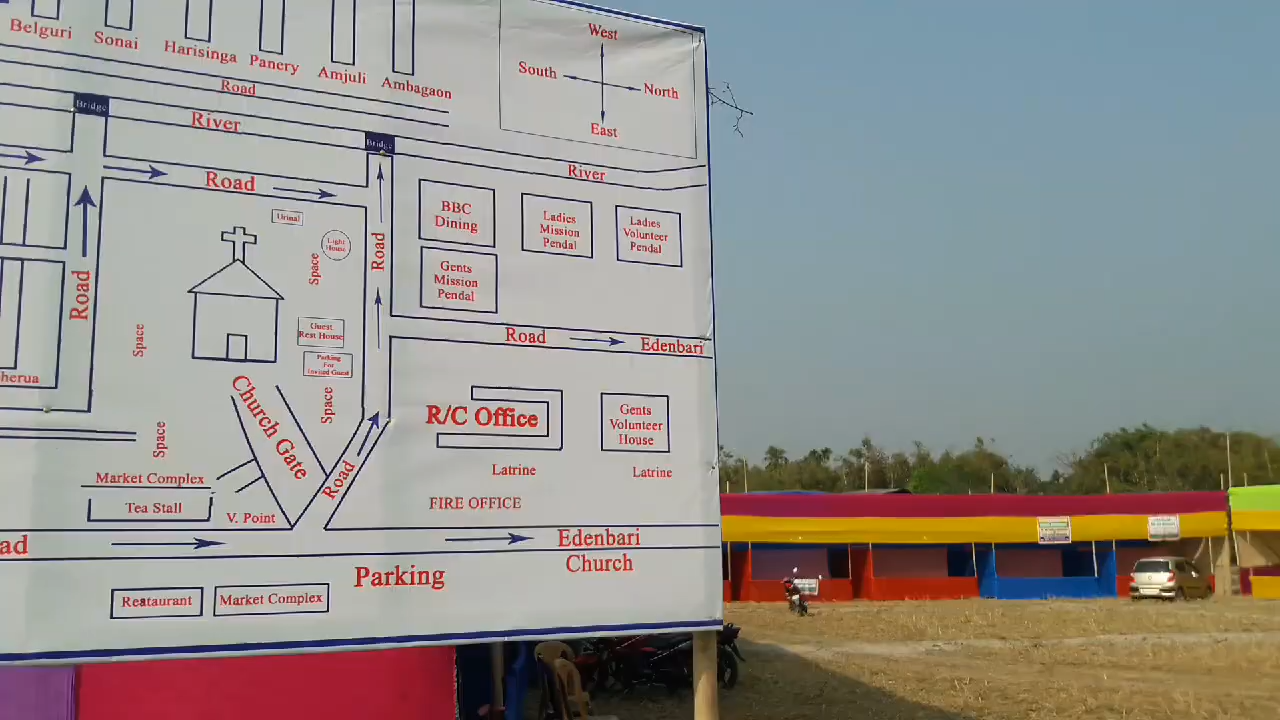 Belguri
Sonai
Harisinga
Panery
Amjuli
Ambagaon
West
South
North
East
Road
Bridge
River
Bridge
River
Road
Urinal
Light
House
Space
Road
Road
BBC
Dining
Ladies
Mission
Pendal
Ladies
Volunteer
Pendal
Gents
Mission
Pendal
Space
Guest
Rest House
Parking
For
Invited Guest
Space
Road
Edenbari
herua
Church Gate
R/C Office
Gents
Volunteer
House
Space
Road
Latrine
Latrine
Market Complex
Tea Stall
V. Point
FIRE OFFICE
ad
Edenbari
Church
Parking
Reataurant
Market Complex